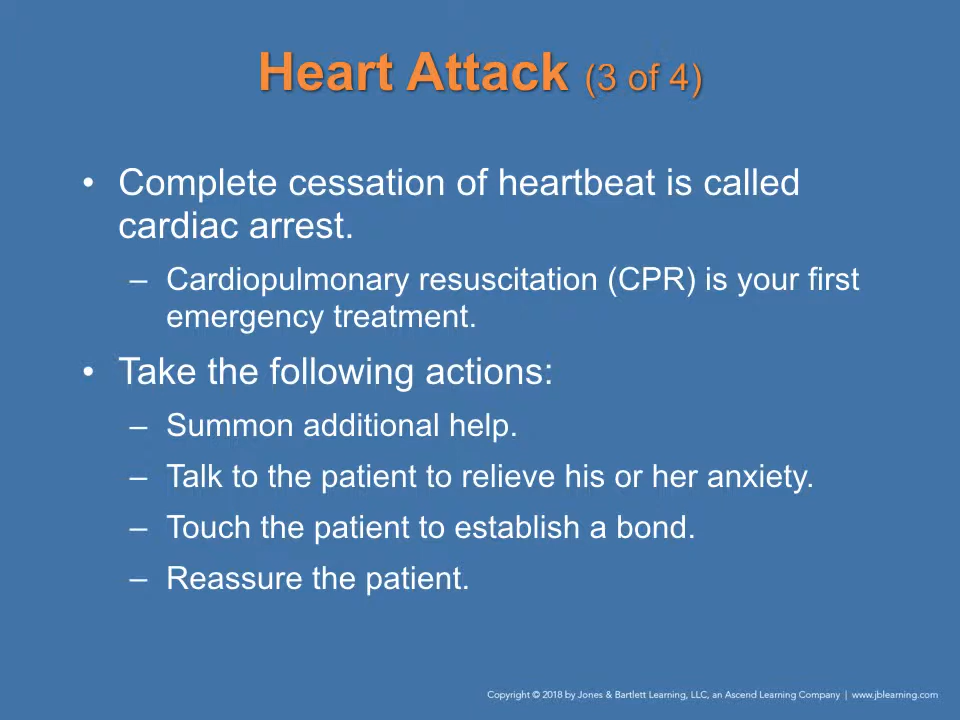 Heart Attack (3 of 4)
• Complete cessation of heartbeat is called
cardiac arrest.
– Cardiopulmonary resuscitation (CPR) is your first
emergency treatment.
• Take the following actions:
– Summon additional help.
– Talk to the patient to relieve his or her anxiety.
– Touch the patient to establish a bond.
– Reassure the patient.
Copyright © 2018 by Jones & Bartlett Learning, LLC, an Ascend Learning Company | www.jblearning.com